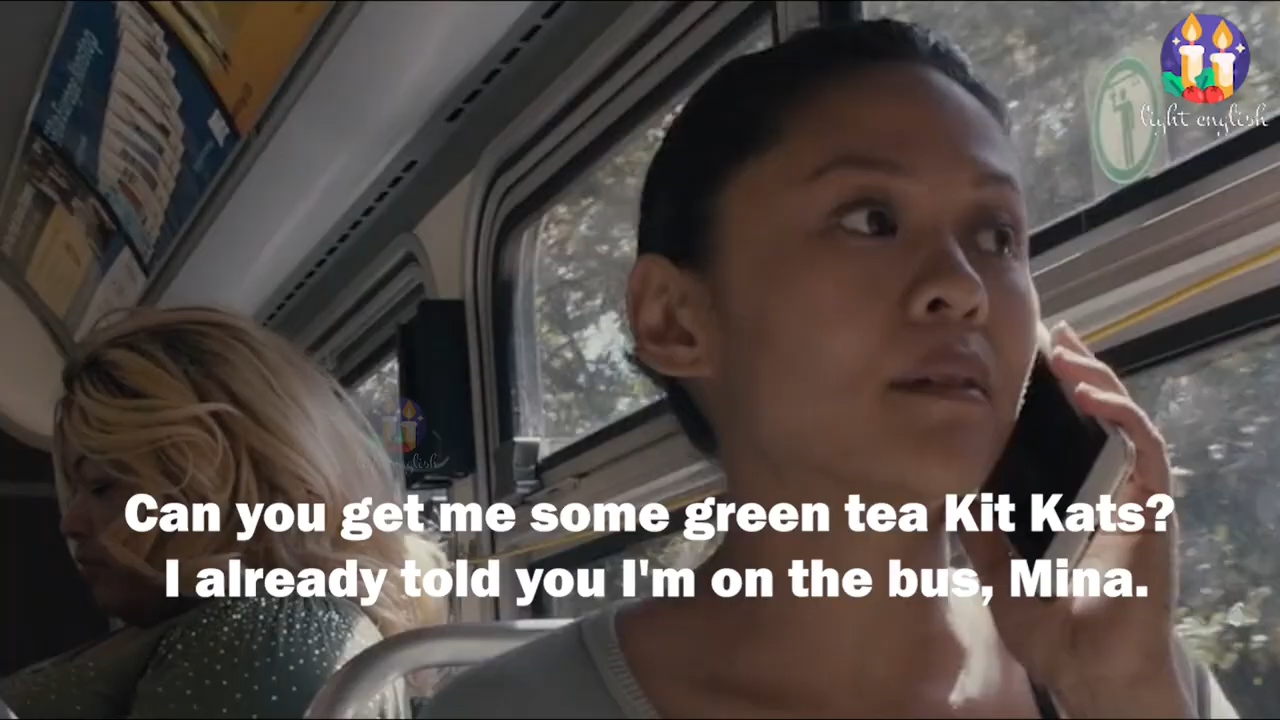 light english
Can you get me some green tea Kit Kats?
I already told you I'm on the bus, Mina.